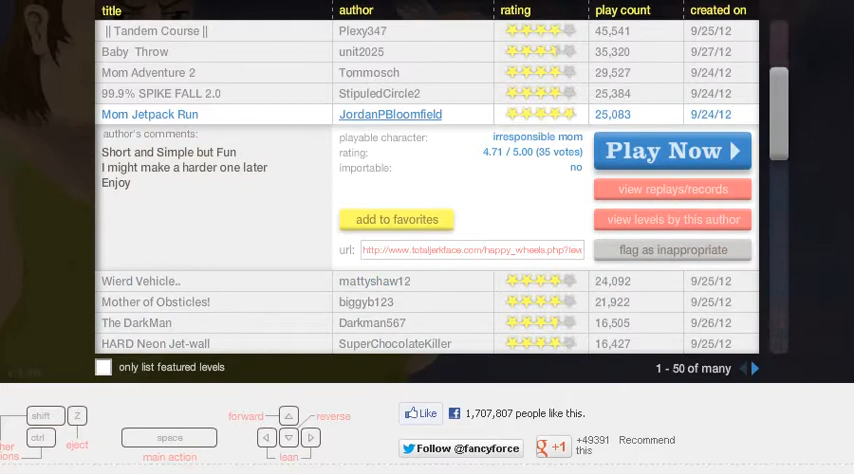 title author rating play count created on
|| Tandem Course || Plexy347 45,541 9/25/12
Baby Throw unit2025 35,320 9/27/12
Mom Adventure 2 Tommosch 29,527 9/24/12
99.9% SPIKE FALL 2.0 StipuledCircle2 25,384 9/24/12
Mom Jetpack Run JordanPBloomfield 25,083 9/24/12
author's comments:
Short and Simple but Fun
I might make a harder one later
Enjoy
playable character: irresponsible mom
rating: 4.71 / 5.00 (35 votes)
importable: no
add to favorites
url: http://www.totaljerkface.com/happy_wheels.php?lev
Play Now
view replays/records
view levels by this author
flag as inappropriate
Wierd Vehicle.. mattyshaw12 24,092 9/25/12
Mother of Obsticles! biggyb123 21,922 9/25/12
The DarkMan Darkman567 16,505 9/26/12
HARD Neon Jet-wall SuperChocolateKiller 16,427 9/25/12
only list featured levels 1 - 50 of many
shift Z
ctrl eject
space
main action
forward reverse
lean
Like 1,707,807 people like this.
Follow @fancyforce g +1 +49391 Recommend
this